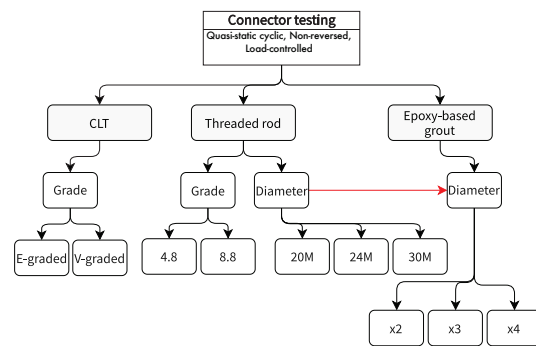 Connector testing
Quasi-static cyclic, Non-reversed,
Load-controlled
CLT
Threaded rod
Epoxy-based
grout
Grade
Grade
Diameter
Diameter
E-graded
V-graded
4.8
8.8
20M
24M
30M
x2
x3
x4